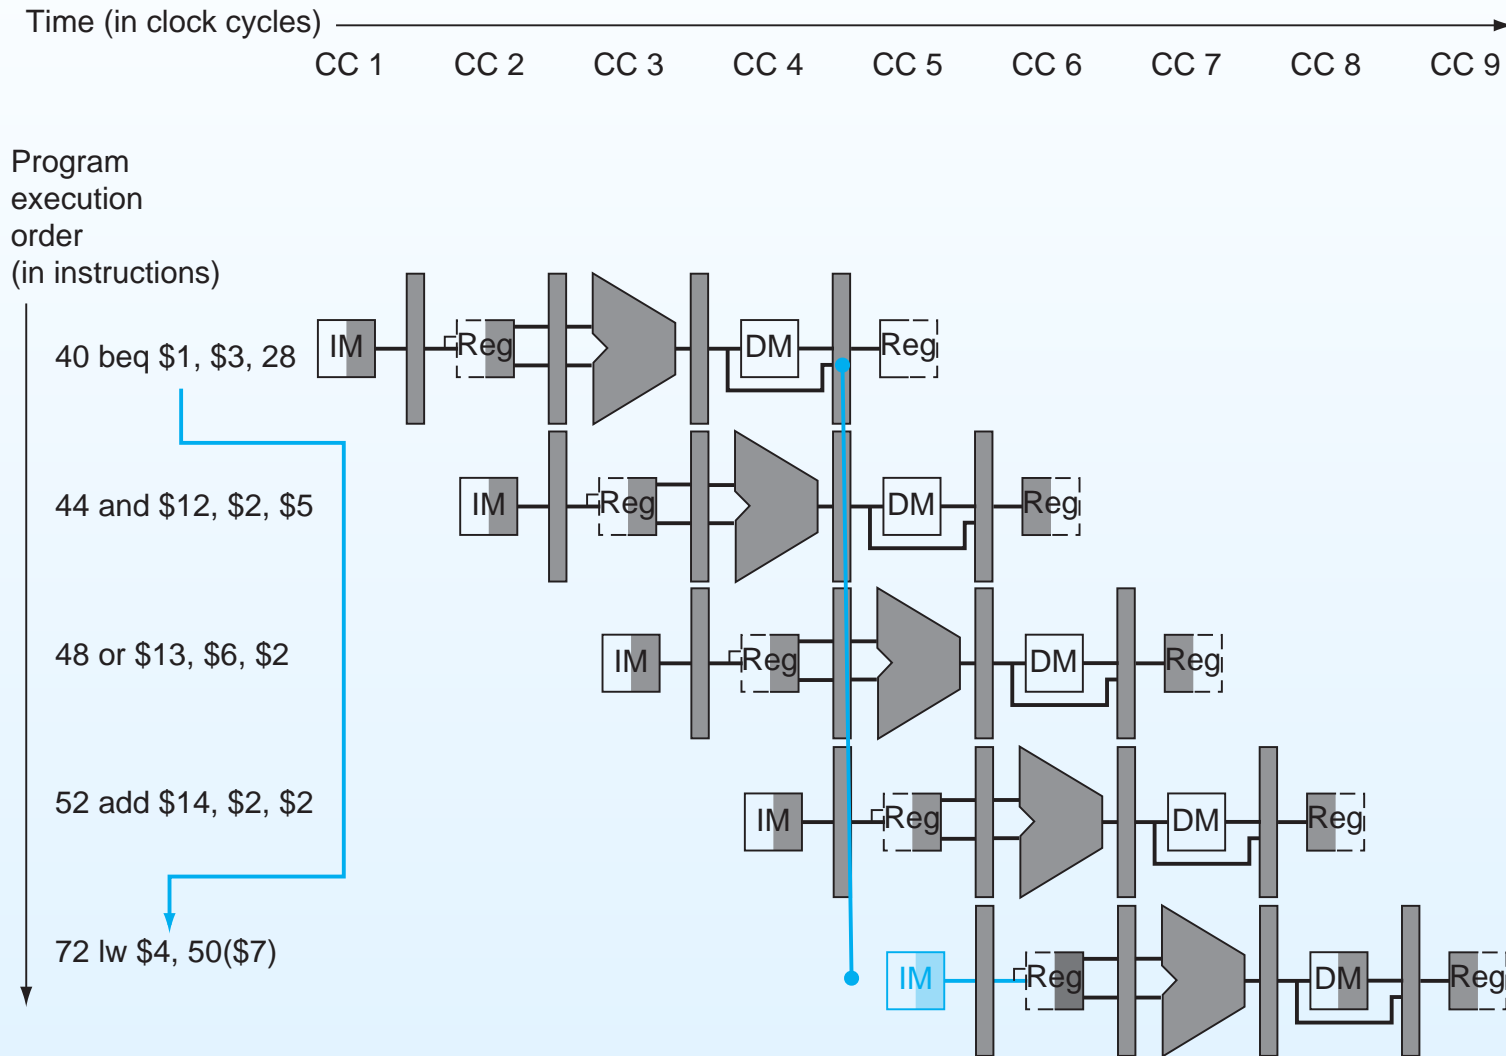 Time (in clock cycles)
CC 1 CC 2 CC 3 CC 4 CC 5 CC 6 CC 7 CC 8 CC 9
Program
execution
order
(in instructions)
40 beq $1, $3, 28 IM Reg DM Reg
44 and $12, $2, $5 IM Reg DM Reg
48 or $13, $6, $2 IM Reg DM Reg
52 add $14, $2, $2 IM Reg DM Reg
72 lw $4, 50($7) IM Reg DM Reg